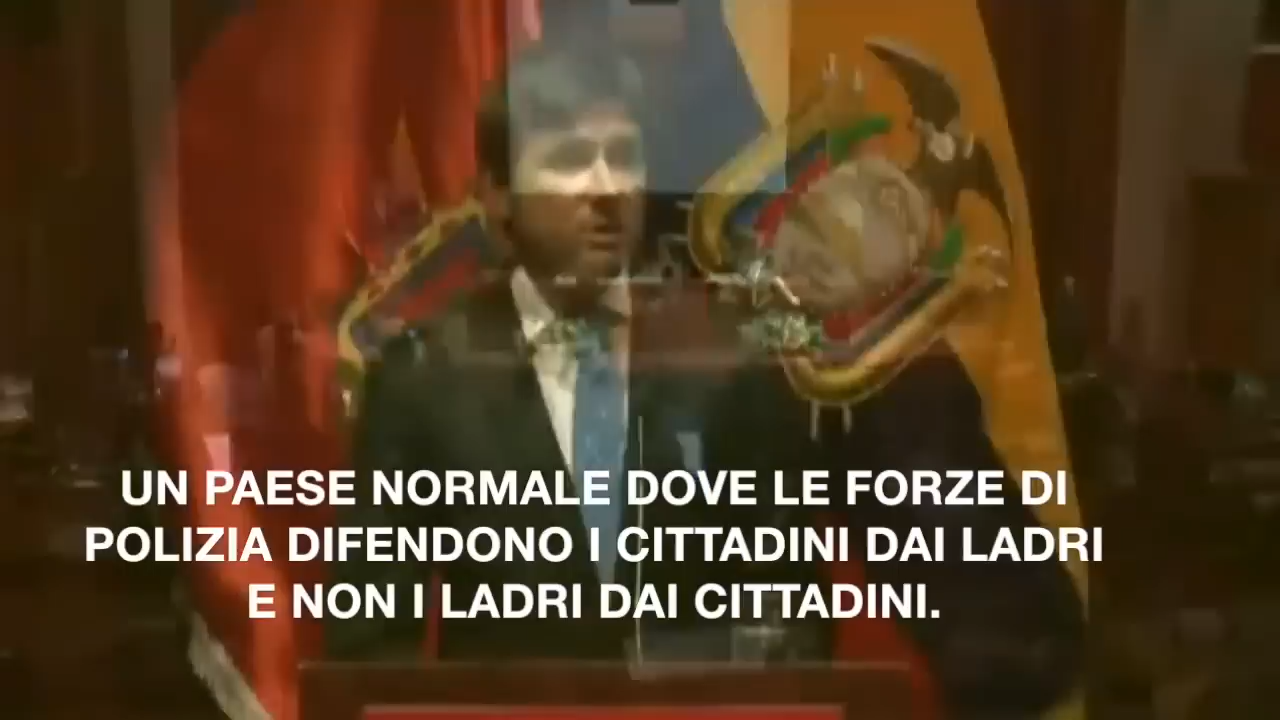 UN PAESE NORMALE DOVE LE FORZE DI
POLIZIA DIFENDONO I CITTADINI DAI LADRI
E NON I LADRI DAI CITTADINI.